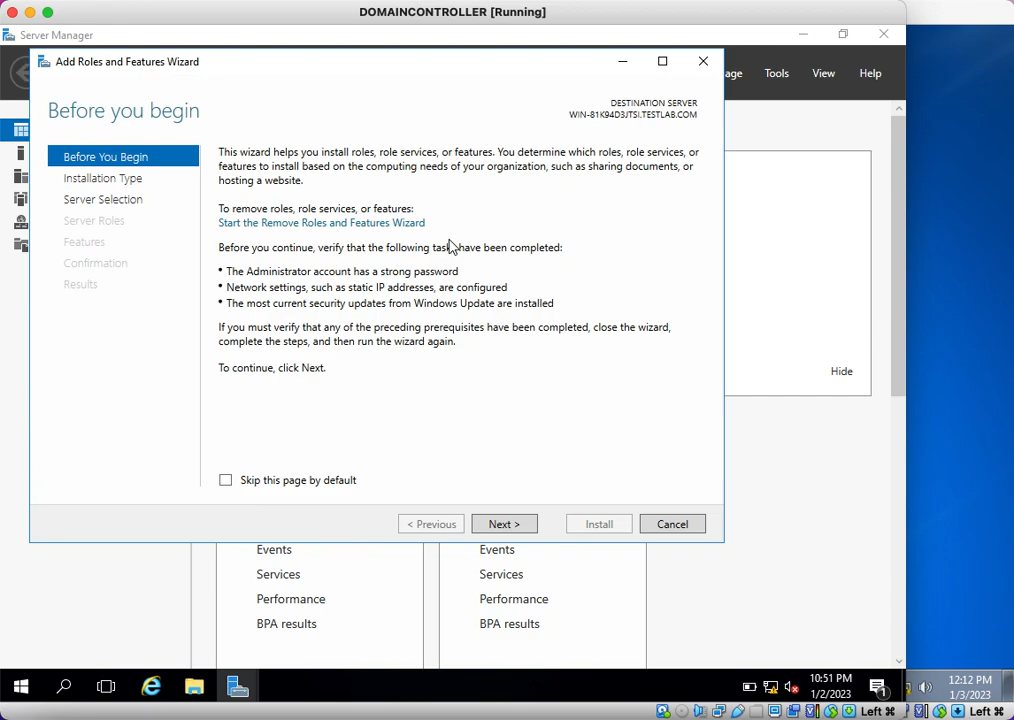 DOMAINCONTROLLER [Running]
Server Manager
Add Roles and Features Wizard
Tools
View
Help
Before you begin
DESTINATION SERVER
WIN-81K94D3JTSI.TESTLAB.COM
Before You Begin
Installation Type
Server Selection
Server Roles
Features
Confirmation
Results
This wizard helps you install roles, role services, or features. You determine which roles, role services, or
features to install based on the computing needs of your organization, such as sharing documents, or
hosting a website.
To remove roles, role services, or features:
Start the Remove Roles and Features Wizard
Before you continue, verify that the following tasks have been completed:
• The Administrator account has a strong password
• Network settings, such as static IP addresses, are configured
• The most current security updates from Windows Update are installed
If you must verify that any of the preceding prerequisites have been completed, close the wizard,
complete the steps, and then run the wizard again.
To continue, click Next.
Hide
Skip this page by default
< Previous
Next >
Install
Cancel
Events
Services
Performance
BPA results
Events
Services
Performance
BPA results
10:51 PM
1/2/2023
1
12:12 PM
1/3/2023
Left ⌘
Left ⌘